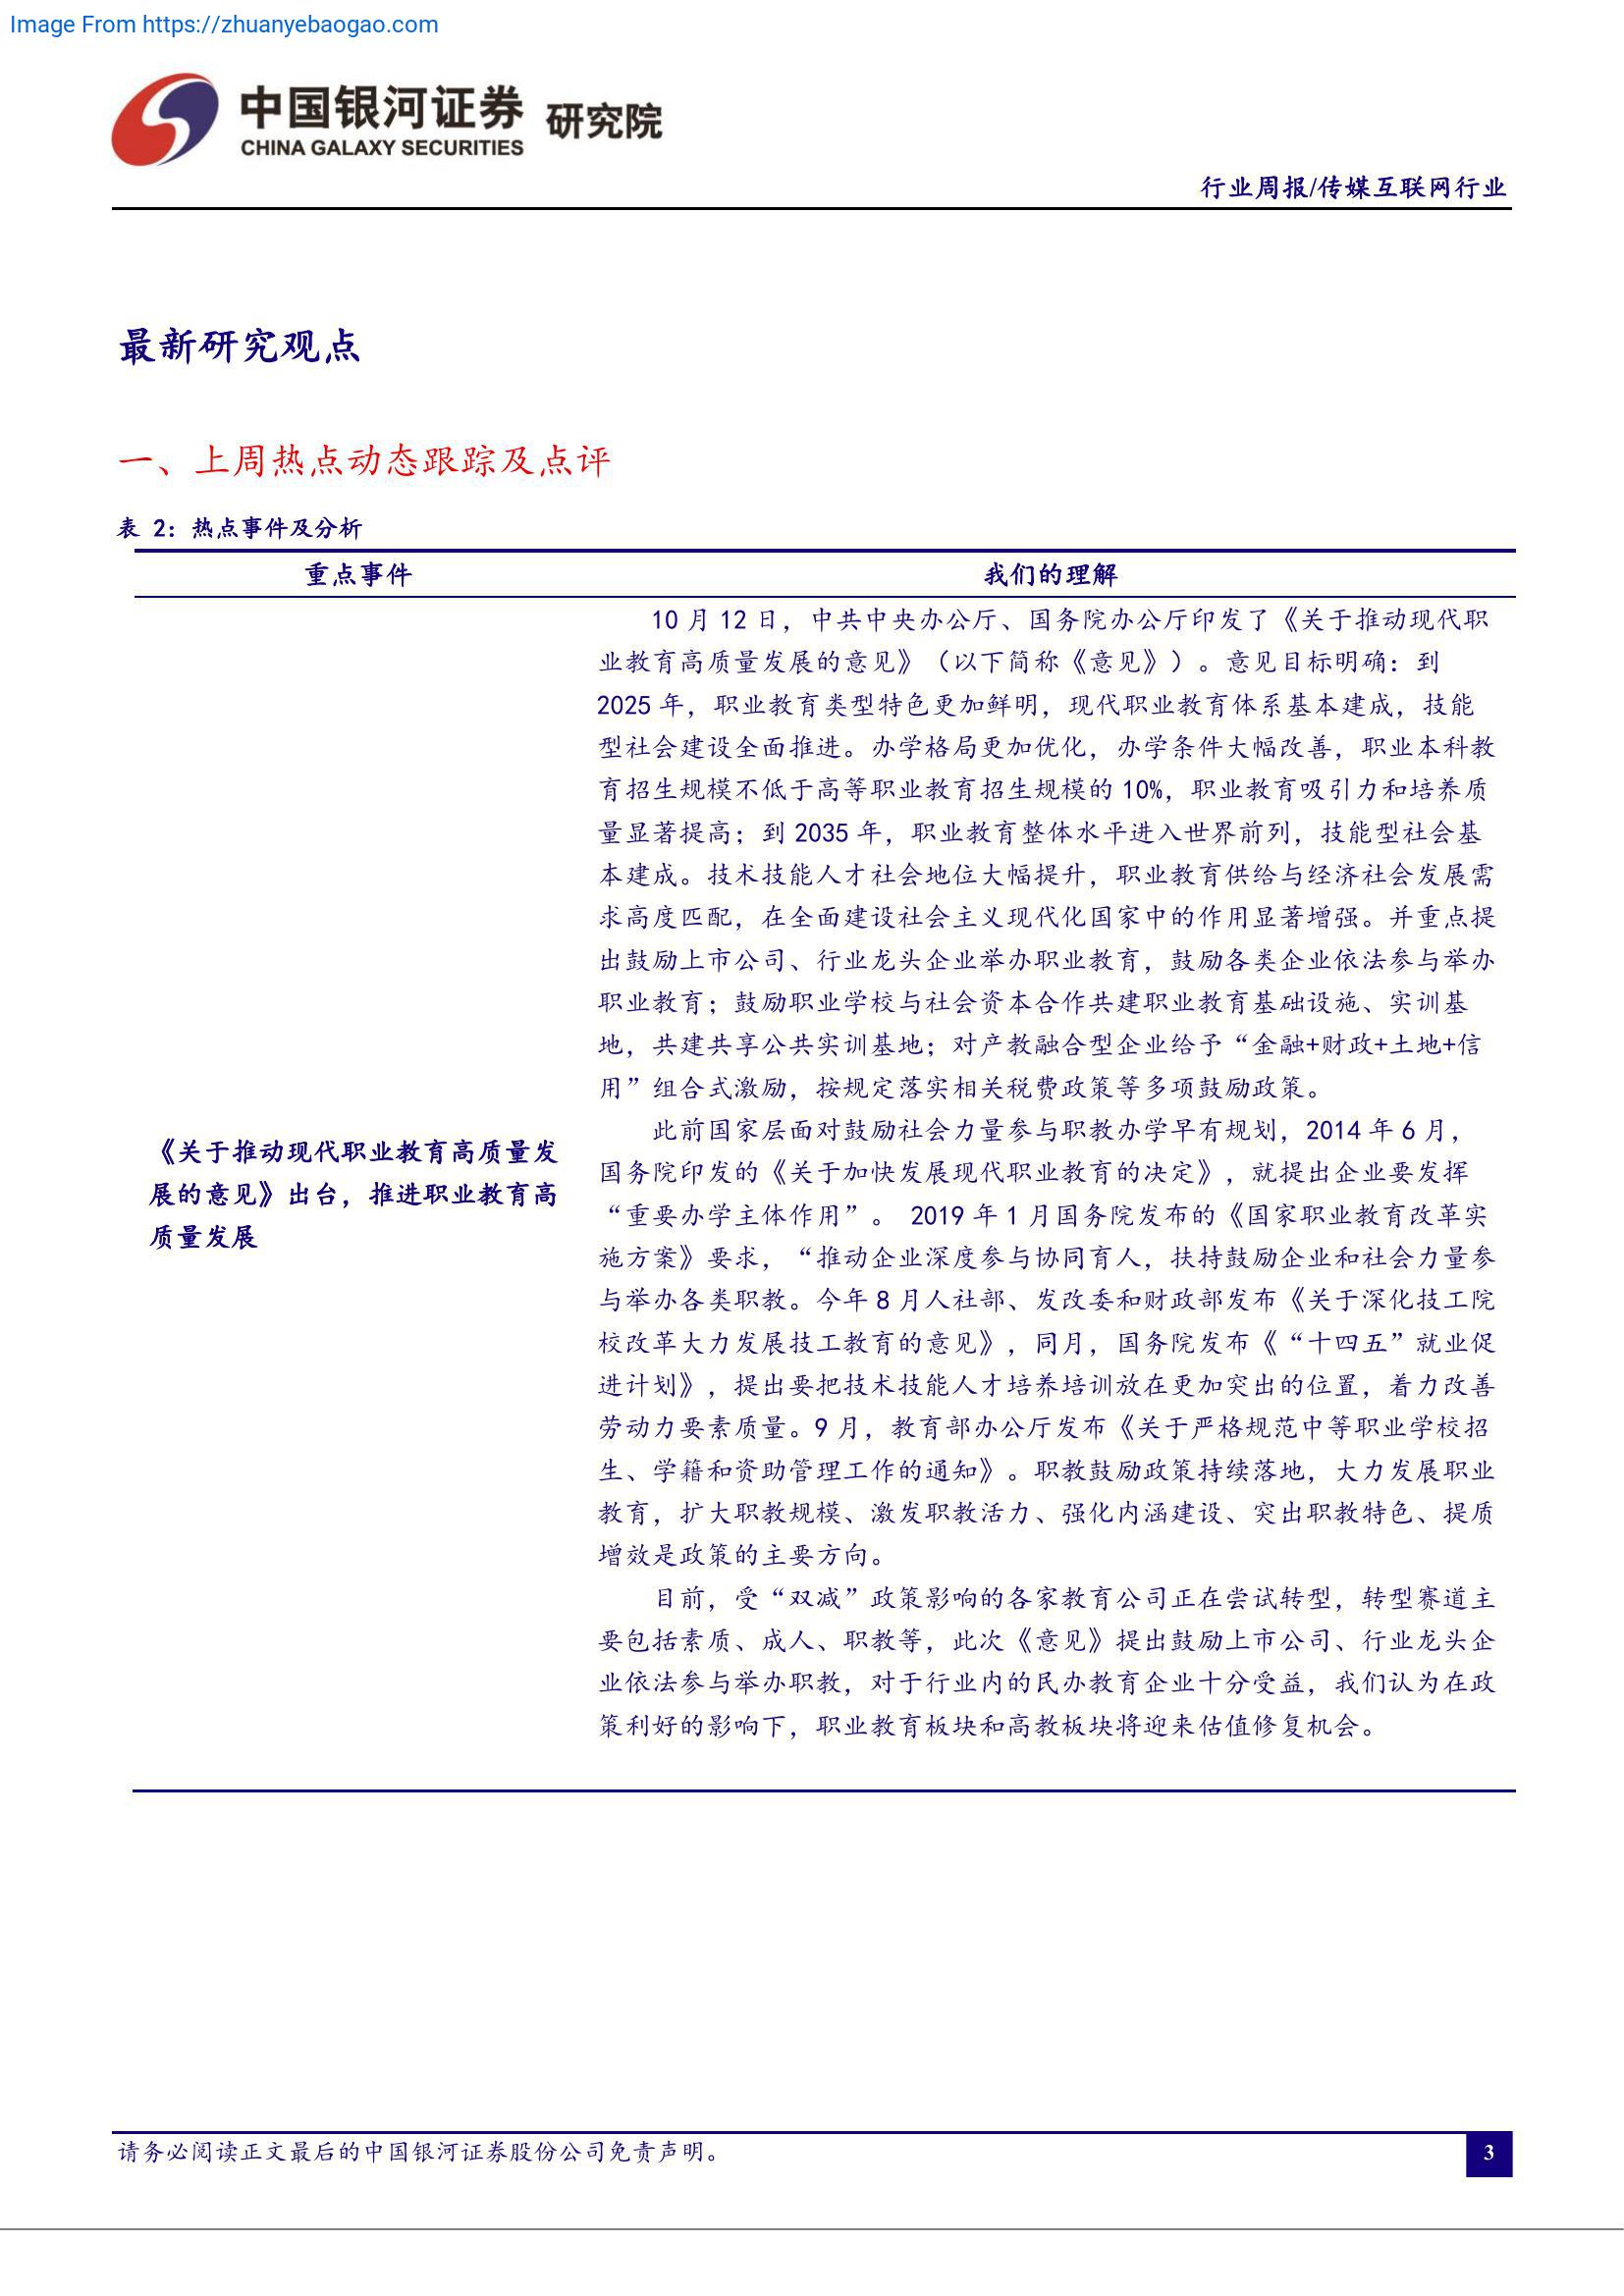 Image From https://zhuanyebaogao.com
中国银河证券 研究院
CHINA GALAXY SECURITIES
行业周报/传媒互联网行业
最新研究观点
一、上周热点动态跟踪及点评
表 2：热点事件及分析
重点事件 我们的理解
《关于推动现代职业教育高质量发
展的意见》出台，推进职业教育高
质量发展
10 月 12 日，中共中央办公厅、国务院办公厅印发了《关于推动现代职
业教育高质量发展的意见》（以下简称《意见》）。意见目标明确：到
2025 年，职业教育类型特色更加鲜明，现代职业教育体系基本建成，技能
型社会建设全面推进。办学格局更加优化，办学条件大幅改善，职业本科教
育招生规模不低于高等职业教育招生规模的 10%，职业教育吸引力和培养质
量显著提高；到 2035 年，职业教育整体水平进入世界前列，技能型社会基
本建成。技术技能人才社会地位大幅提升，职业教育供给与经济社会发展需
求高度匹配，在全面建设社会主义现代化国家中的作用显著增强。并重点提
出鼓励上市公司、行业龙头企业举办职业教育，鼓励各类企业依法参与举办
职业教育；鼓励职业学校与社会资本合作共建职业教育基础设施、实训基
地，共建共享公共实训基地；对产教融合型企业给予“金融+财政+土地+信
用”组合式激励，按规定落实相关税费政策等多项鼓励政策。
此前国家层面对鼓励社会力量参与职教办学早有规划，2014 年 6 月，
国务院印发的《关于加快发展现代职业教育的决定》，就提出企业要发挥
“重要办学主体作用”。 2019 年 1 月国务院发布的《国家职业教育改革实
施方案》要求，“推动企业深度参与协同育人，扶持鼓励企业和社会力量参
与举办各类职教。今年 8 月人社部、发改委和财政部发布《关于深化技工院
校改革大力发展技工教育的意见》，同月，国务院发布《“十四五”就业促
进计划》，提出要把技术技能人才培养培训放在更加突出的位置，着力改善
劳动力要素质量。9 月，教育部办公厅发布《关于严格规范中等职业学校招
生、学籍和资助管理工作的通知》。职教鼓励政策持续落地，大力发展职业
教育，扩大职教规模、激发职教活力、强化内涵建设、突出职教特色、提质
增效是政策的主要方向。
目前，受“双减”政策影响的各家教育公司正在尝试转型，转型赛道主
要包括素质、成人、职教等，此次《意见》提出鼓励上市公司、行业龙头企
业依法参与举办职教，对于行业内的民办教育企业十分受益，我们认为在政
策利好的影响下，职业教育板块和高教板块将迎来估值修复机会。
请务必阅读正文最后的中国银河证券股份公司免责声明。
3